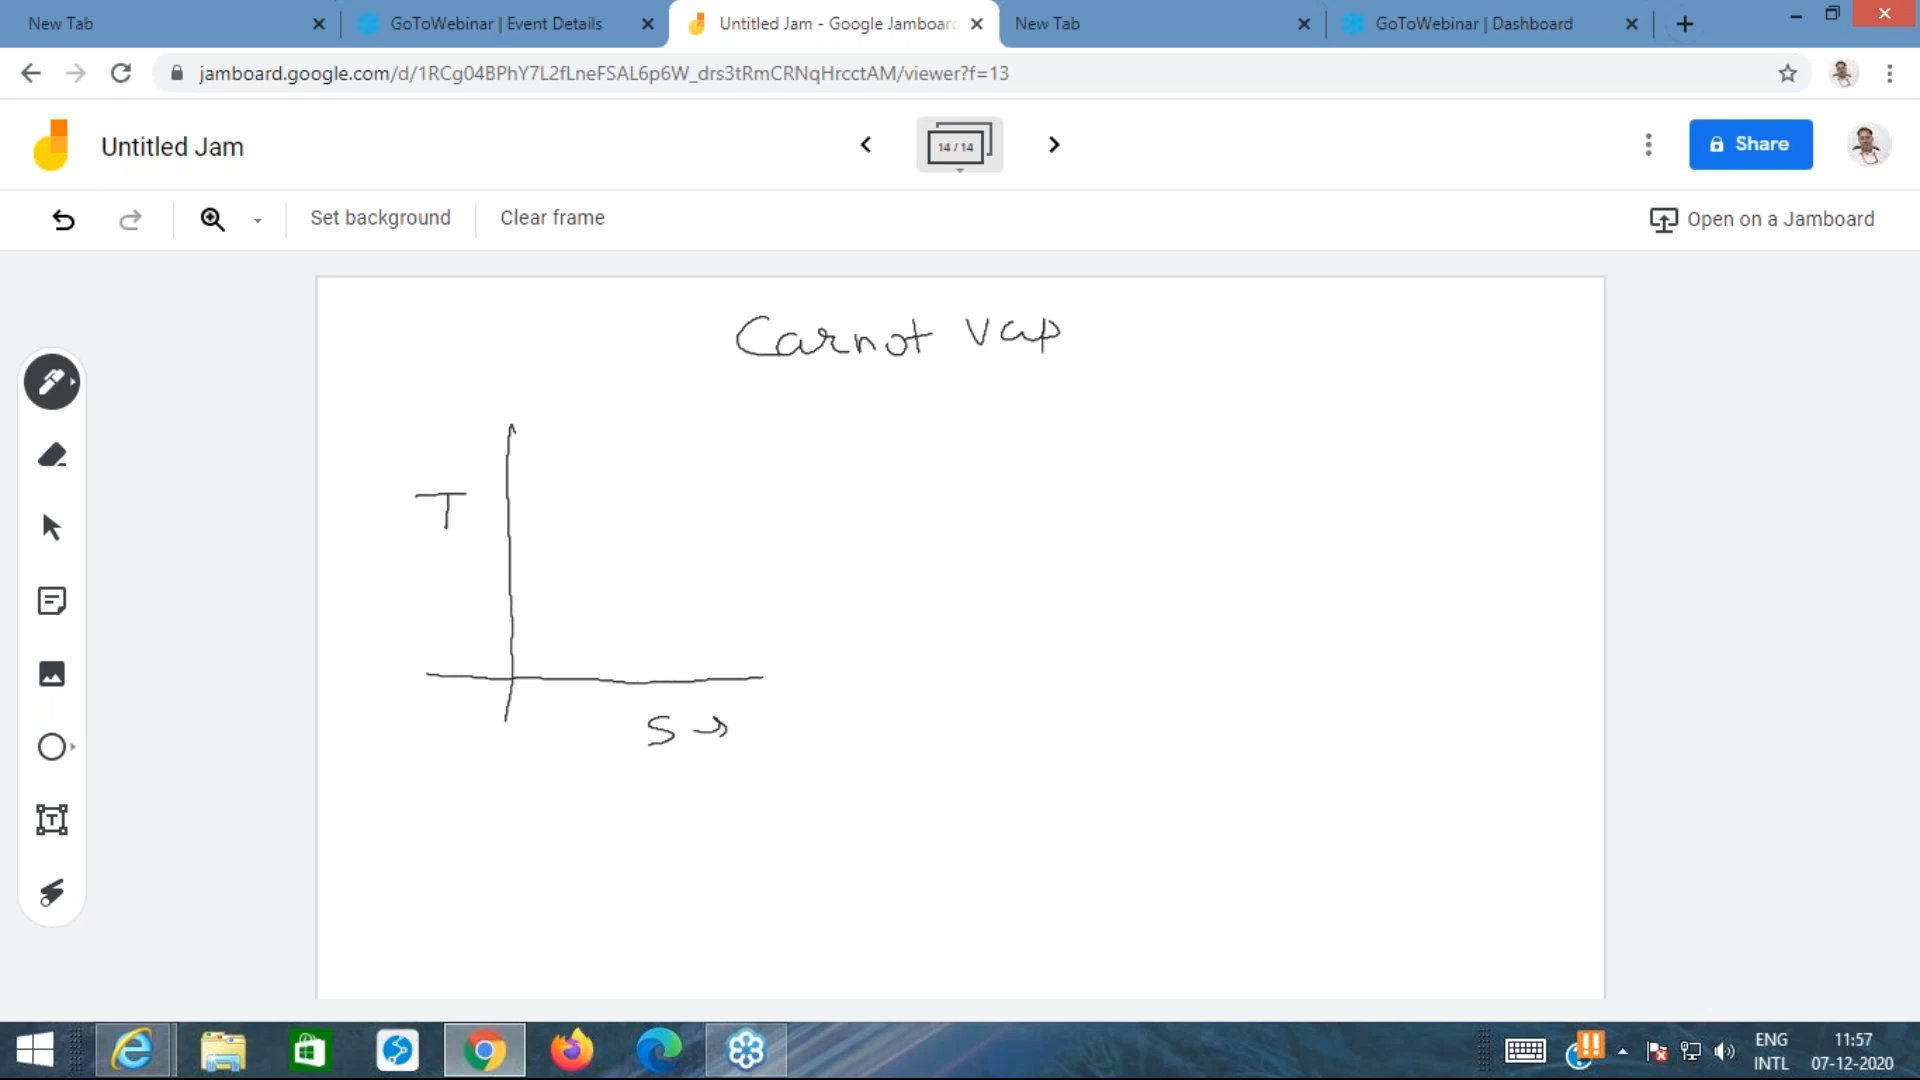 New Tab
GoToWebinar | Event Details
Untitled Jam - Google Jamboard
New Tab
GoToWebinar | Dashboard
jamboard.google.com/d/1RCg04BPhY7L2fLneFSAL6p6W_drs3tRmCRNqHrcctAM/viewer?f=13
Untitled Jam
14 / 14
Share
Set background
Clear frame
Open on a Jamboard
Carnot Vap
T
S →
ENG
INTL
11:57
07-12-2020